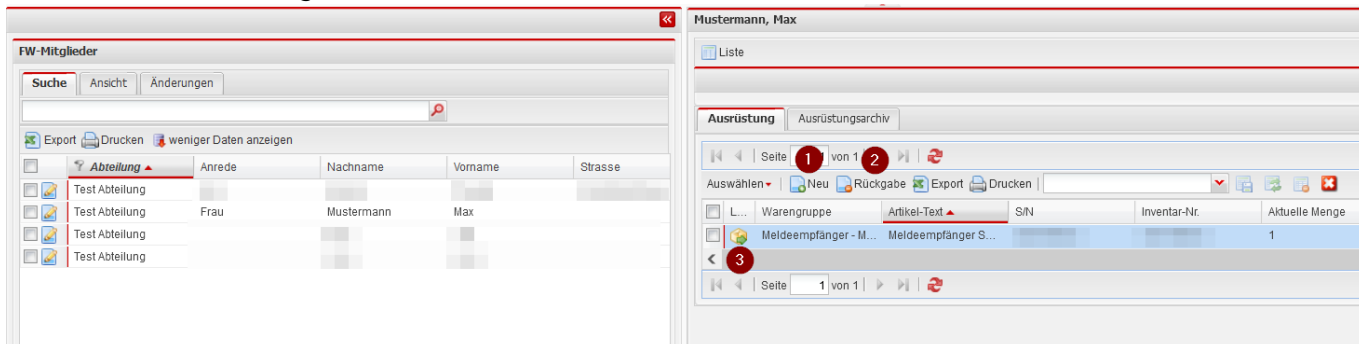 Mustermann, Max
FW-Mitglieder
Liste
Suche Ansicht Änderungen
Ausrüstung Ausrüstungsarchiv
Export Drucken weniger Daten anzeigen
Seite 1 von 1 2
Auswählen Neu Rückgabe Export Drucken
Abteilung Anrede Nachname Vorname Strasse
L... Warengruppe Artikel-Text S/N Inventar-Nr. Aktuelle Menge
Test Abteilung
Test Abteilung Frau Mustermann Max
Meldeempfänger - M... Meldeempfänger S... 1
Test Abteilung
Test Abteilung
3
Seite 1 von 1